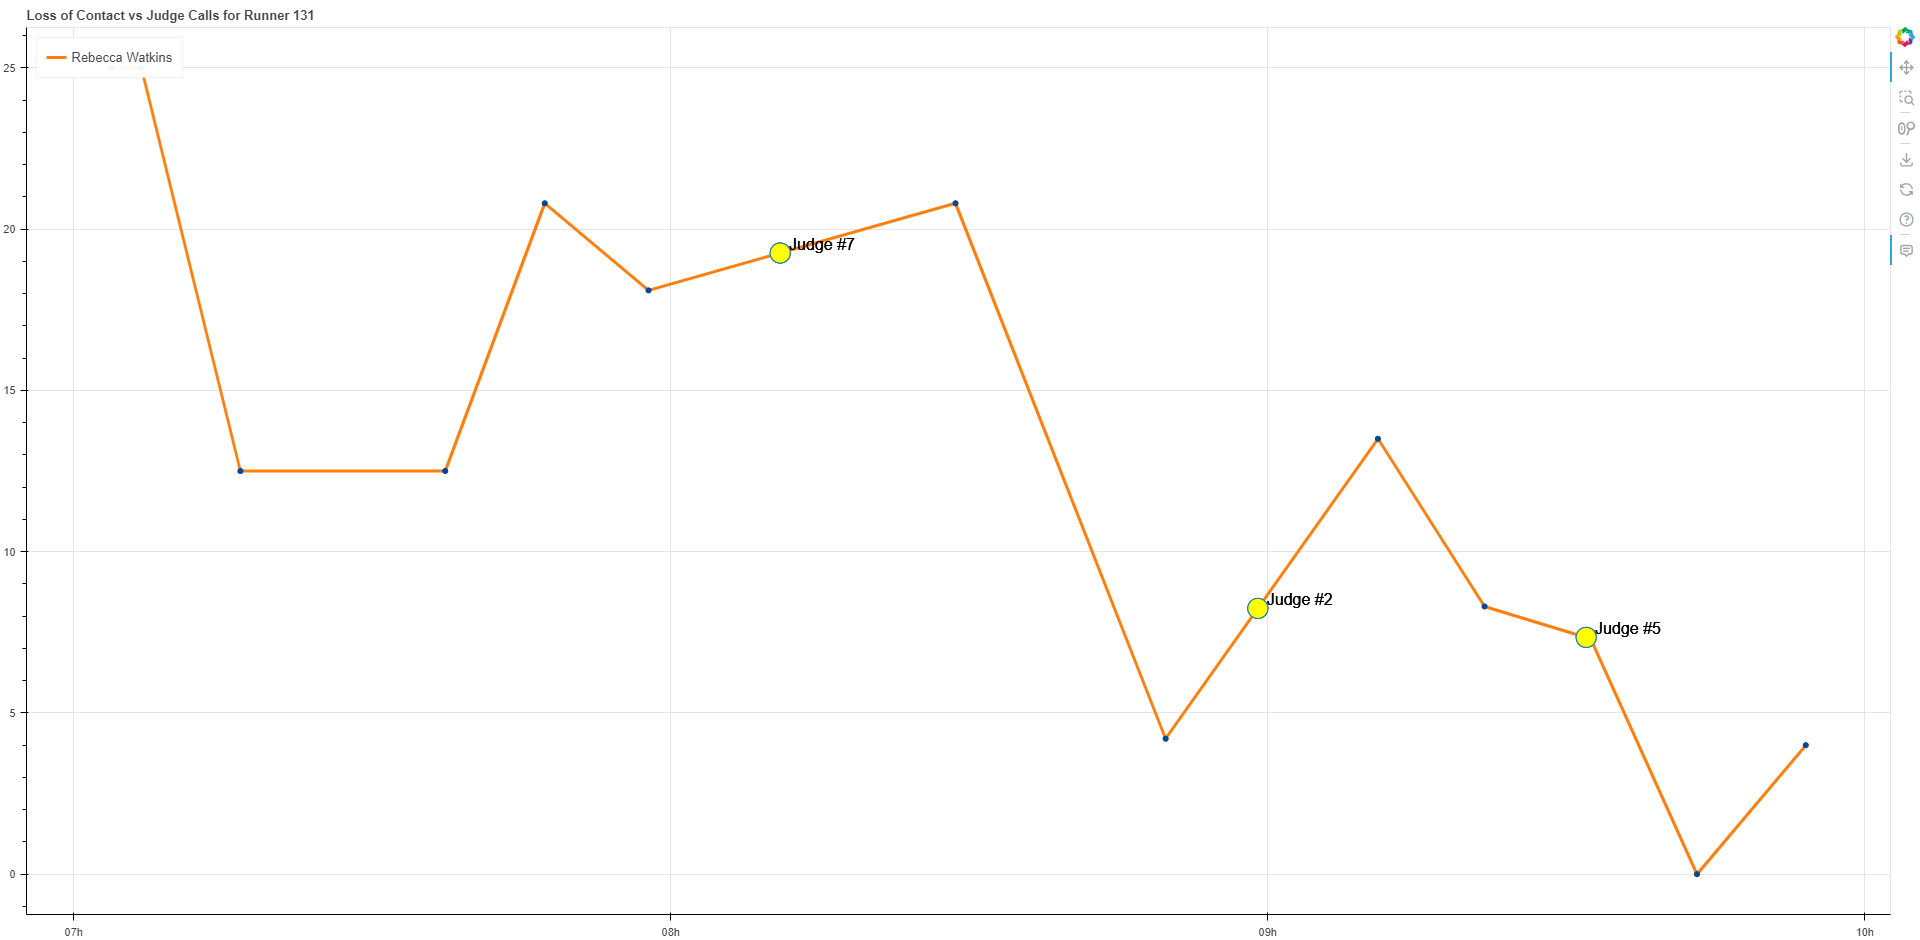 Loss of Contact vs Judge Calls for Runner 131
Rebecca Watkins
25
20
15
10
5
0
Judge #7
Judge #2
Judge #5
07h
08h
09h
10h